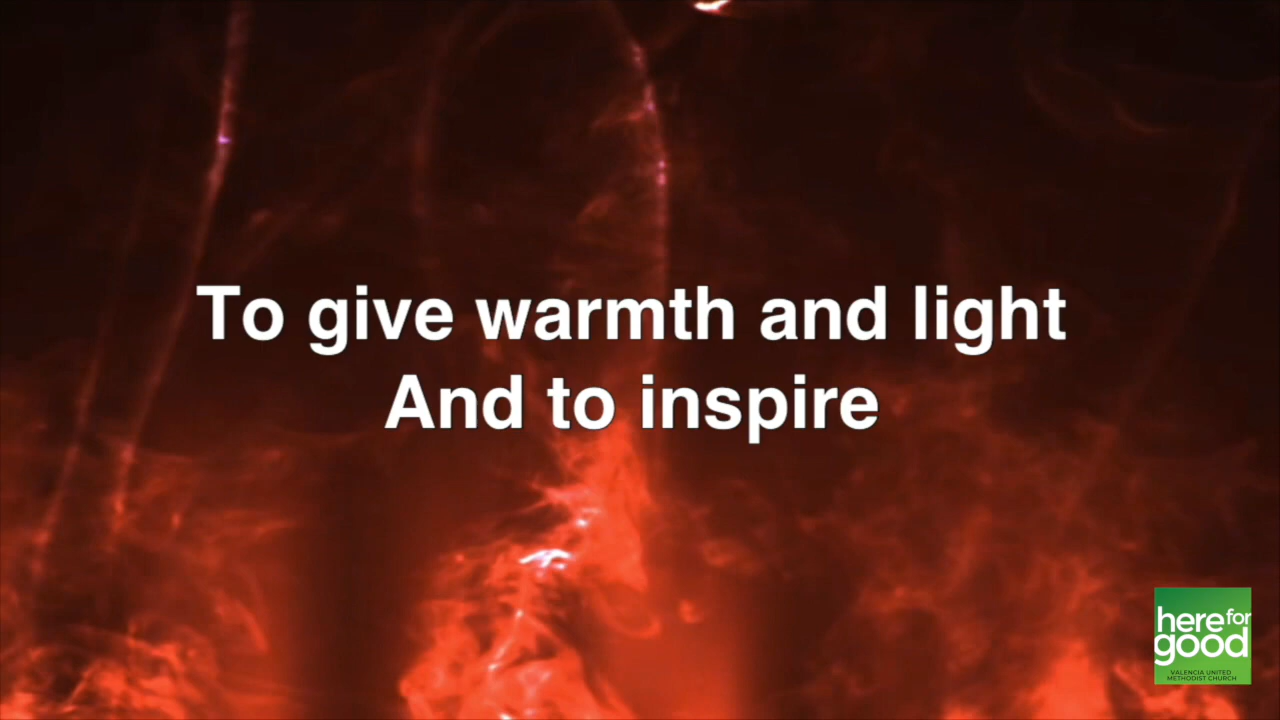 To give warmth and light
And to inspire
here for
good
VALENCIA UNITED
METHODIST CHURCH